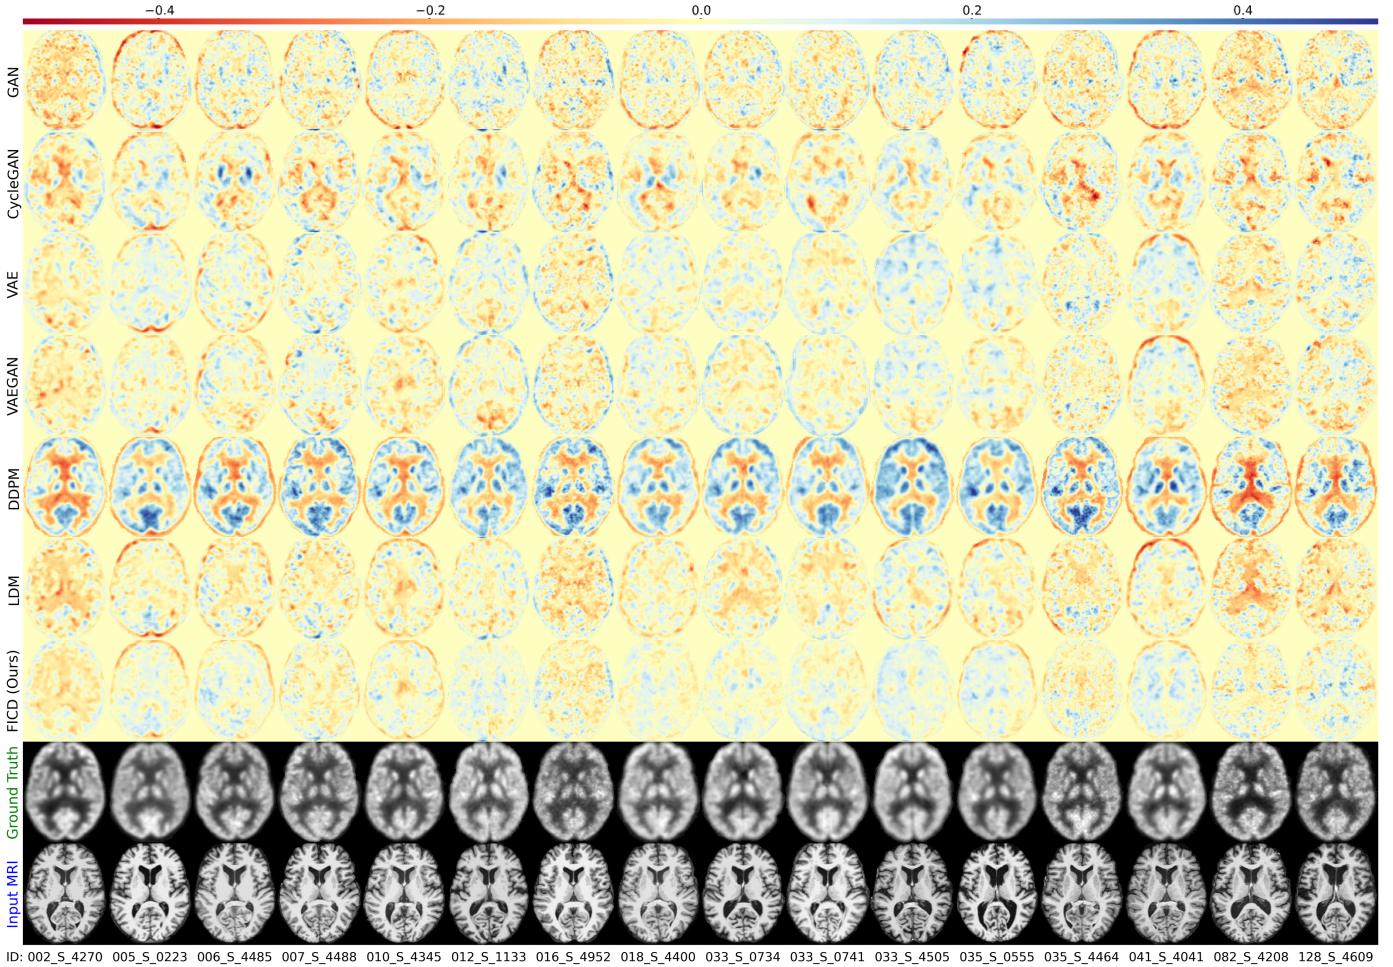 −0.4 −0.2 0.0 0.2 0.4
GAN
CycleGAN
VAE
VAEGAN
DDPM
LDM
FICD (Ours)
Ground Truth
Input MRI
ID: 002_S_4270 005_S_0223 006_S_4485 007_S_4488 010_S_4345 012_S_1133 016_S_4952 018_S_4400 033_S_0734 033_S_0741 033_S_4505 035_S_0555 035_S_4464 041_S_4041 082_S_4208 128_S_4609